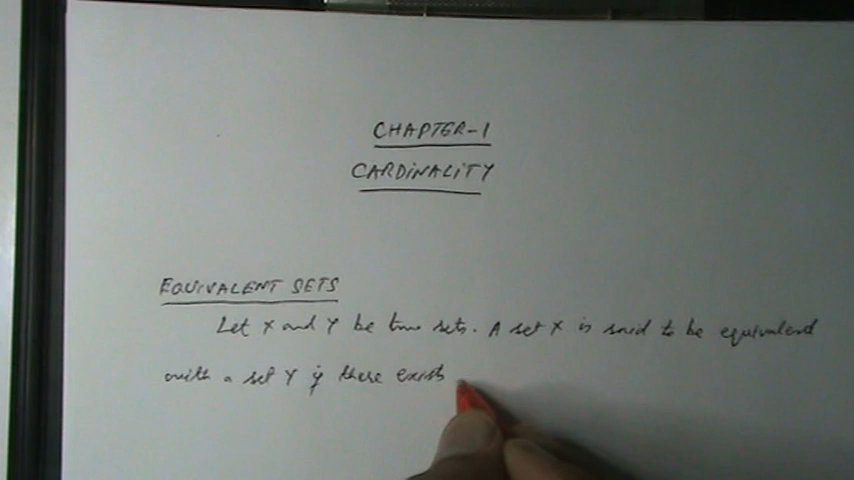 CHAPTER-1
CARDINALITY
EQUIVALENT SETS
Let X and Y be two sets. A set X is said to be equivalent
with a set Y if there exists